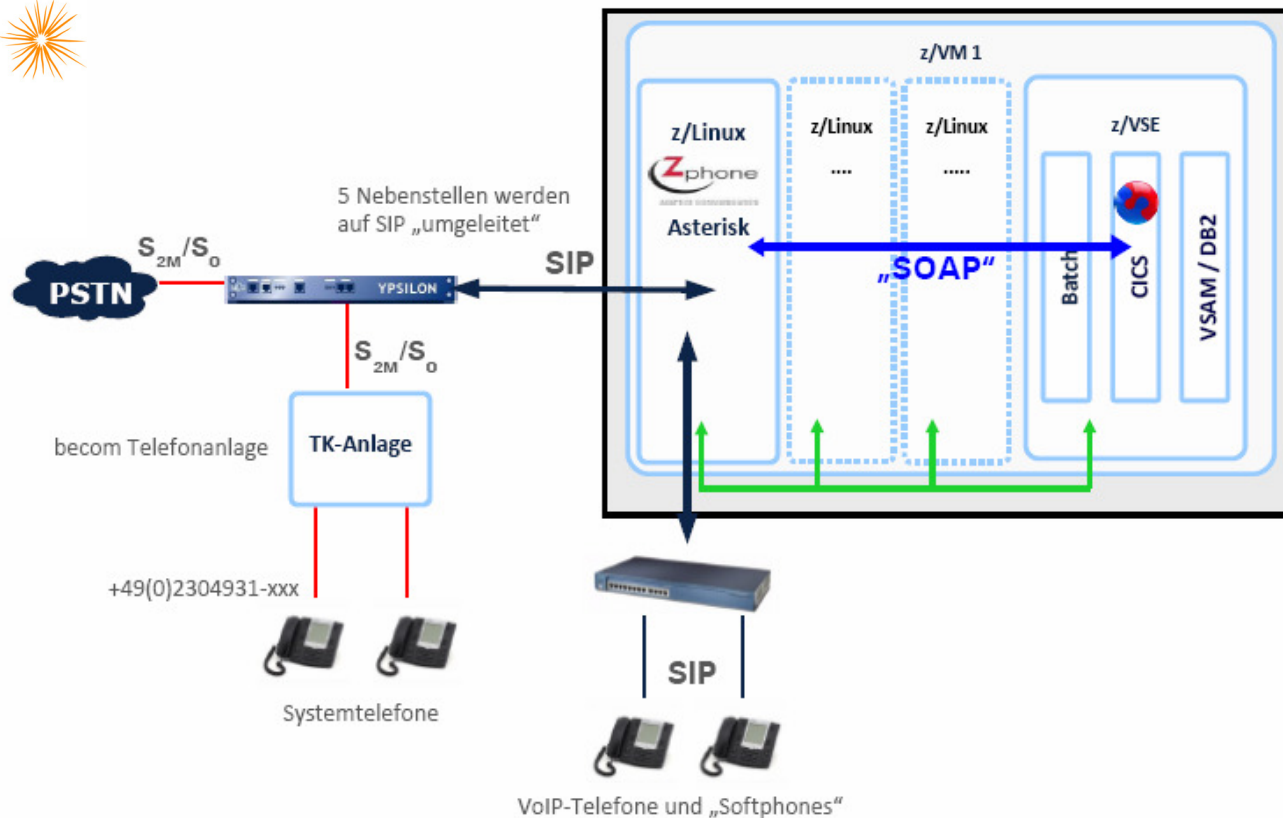 z/VM 1
z/Linux
Zphone
Asterisk
z/Linux
....
z/Linux
.....
z/VSE
Batch
CICS
VSAM / DB2
„SOAP“
5 Nebenstellen werden
auf SIP „umgeleitet“
SIP
S2M/S0
PSTN
YPSILON
S2M/S0
becom Telefonanlage
TK-Anlage
+49(0)2304931-xxx
Systemtelefone
SIP
VoIP-Telefone und „Softphones“